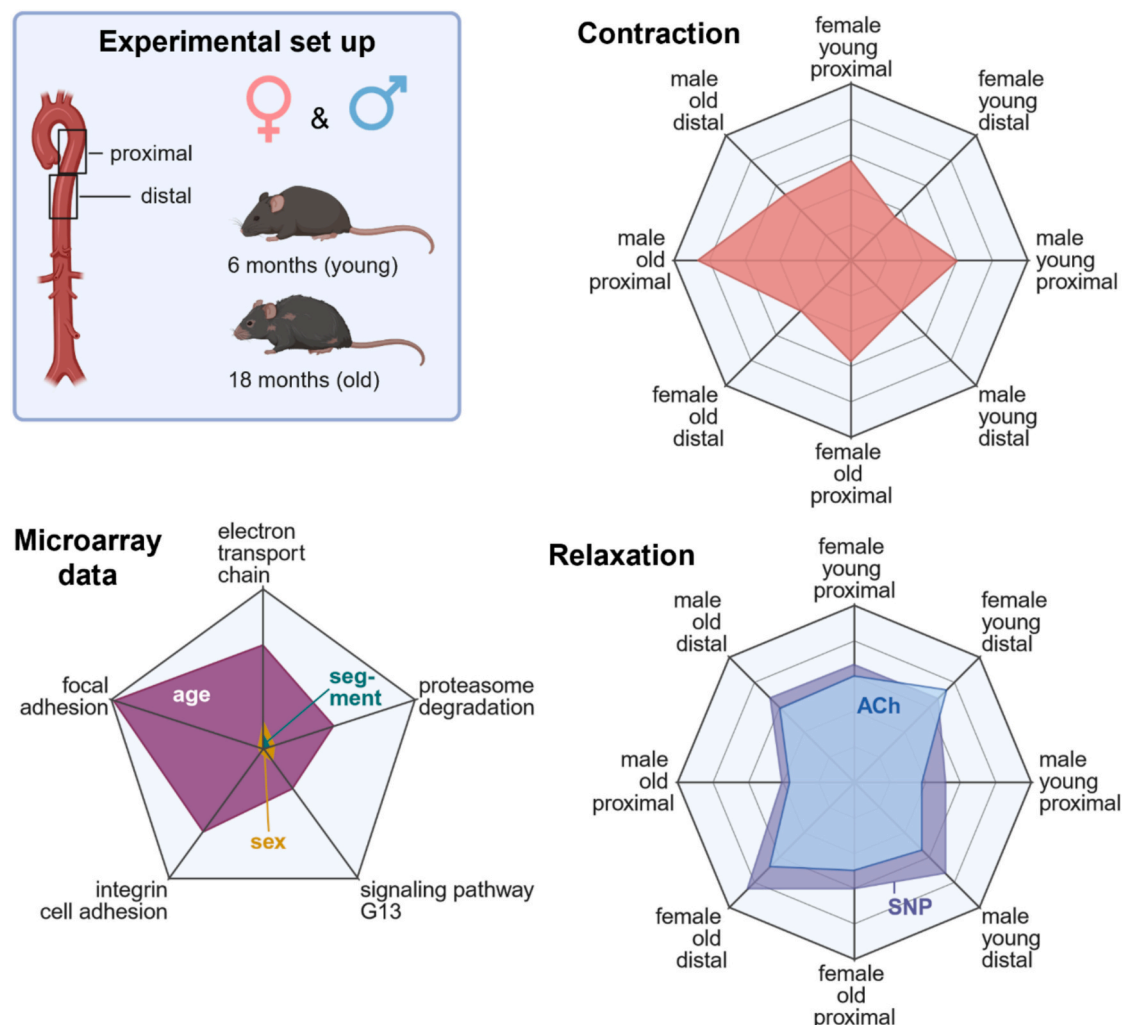 Experimental set up
&
proximal
distal
6 months (young)
18 months (old)
Contraction
female
young
proximal
female
young
distal
male
young
proximal
male
young
distal
female
old
proximal
female
old
distal
male
old
proximal
male
old
distal
Microarray
data
electron
transport
chain
proteasome
degradation
signaling pathway
G13
integrin
cell adhesion
focal
adhesion
age
seg-
ment
sex
Relaxation
female
young
proximal
female
young
distal
male
young
proximal
male
young
distal
female
old
proximal
female
old
distal
male
old
proximal
male
old
distal
ACh
SNP